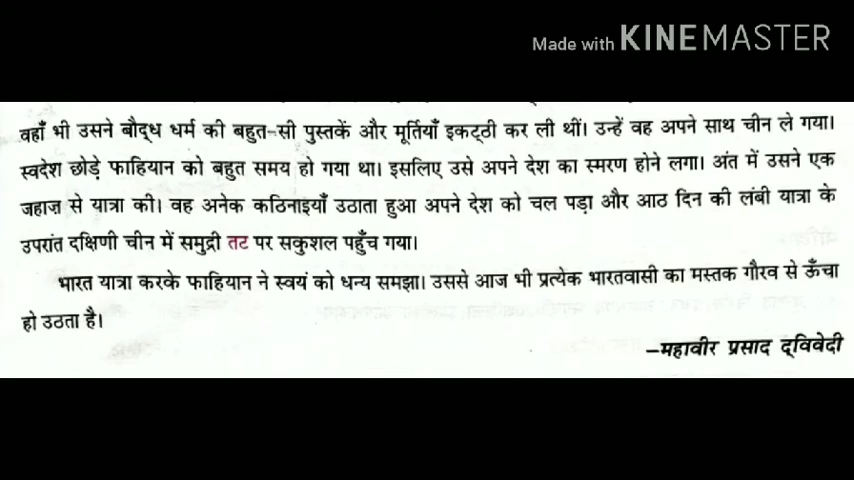 Made with KINEMASTER
वहाँ भी उसने बौद्ध धर्म की बहुत-सी पुस्तकें और मूर्तियाँ इकट्ठी कर ली थीं। उन्हें वह अपने साथ चीन ले गया।
स्वदेश छोड़े फाहियान को बहुत समय हो गया था। इसलिए उसे अपने देश का स्मरण होने लगा। अंत में उसने एक
जहाज़ से यात्रा की। वह अनेक कठिनाइयाँ उठाता हुआ अपने देश को चल पड़ा और आठ दिन की लंबी यात्रा के
उपरांत दक्षिणी चीन में समुद्री तट पर सकुशल पहुँच गया।
भारत यात्रा करके फाहियान ने स्वयं को धन्य समझा। उससे आज भी प्रत्येक भारतवासी का मस्तक गौरव से ऊँचा
हो उठता है।
–महावीर प्रसाद द्विवेदी